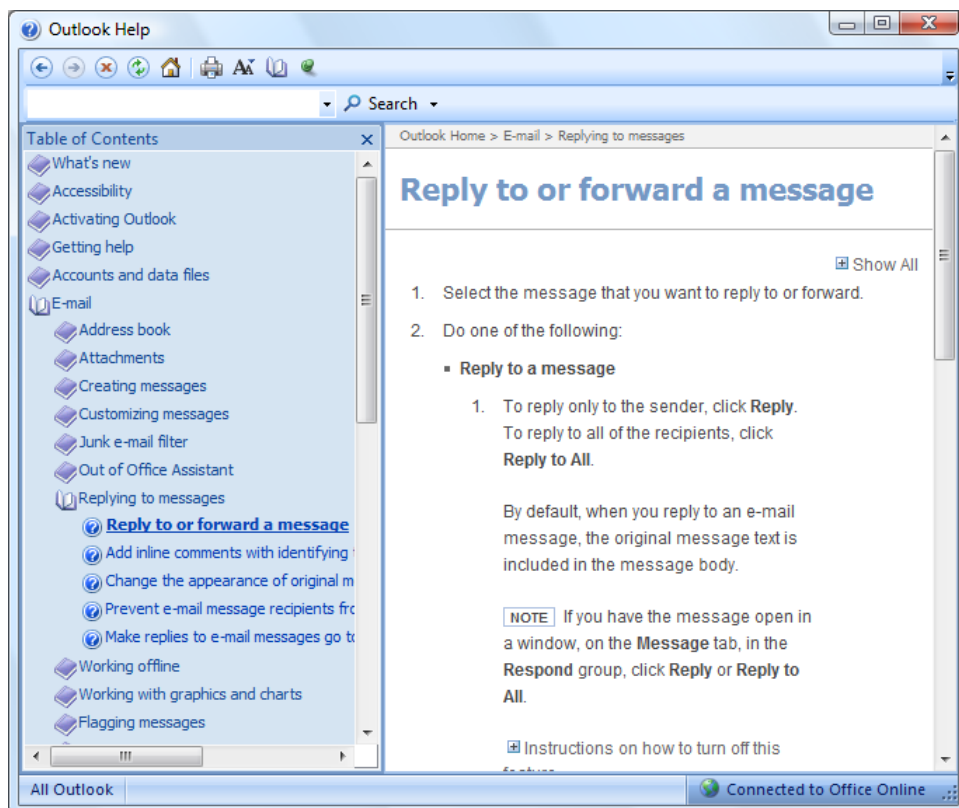 Outlook Help
Search
Table of Contents
What's new
Accessibility
Activating Outlook
Getting help
Accounts and data files
E-mail
Address book
Attachments
Creating messages
Customizing messages
Junk e-mail filter
Out of Office Assistant
Replying to messages
Reply to or forward a message
Add inline comments with identifying
Change the appearance of original m
Prevent e-mail message recipients fro
Make replies to e-mail messages go to
Working offline
Working with graphics and charts
Flagging messages
Outlook Home > E-mail > Replying to messages
Reply to or forward a message
Show All
1. Select the message that you want to reply to or forward.
2. Do one of the following:
▪ Reply to a message
1. To reply only to the sender, click Reply.
To reply to all of the recipients, click
Reply to All.
By default, when you reply to an e-mail
message, the original message text is
included in the message body.
NOTE If you have the message open in
a window, on the Message tab, in the
Respond group, click Reply or Reply to
All.
Instructions on how to turn off this
All Outlook
Connected to Office Online